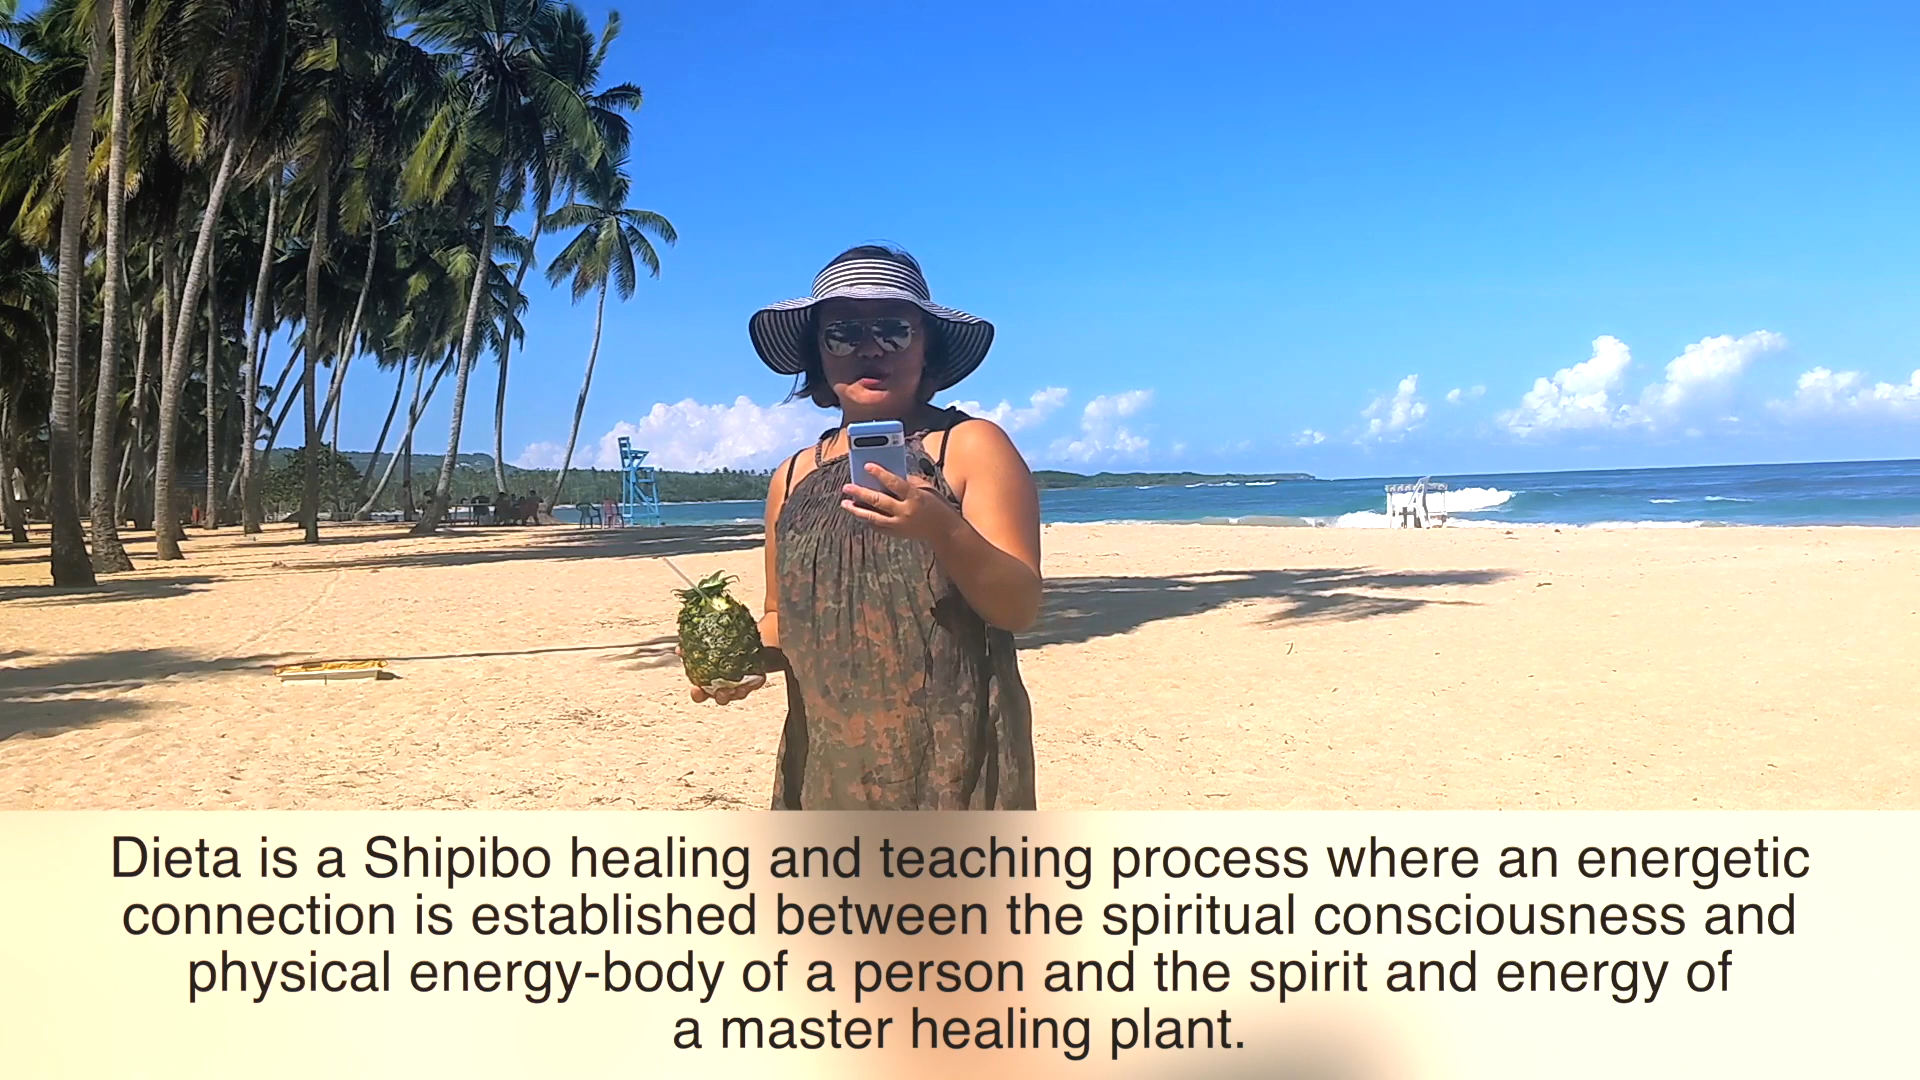 Dieta is a Shipibo healing and teaching process where an energetic
connection is established between the spiritual consciousness and
physical energy-body of a person and the spirit and energy of
a master healing plant.